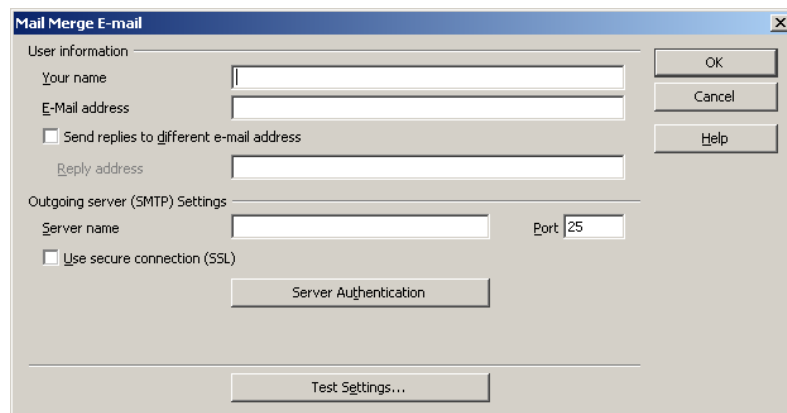 Mail Merge E-mail
User information
Your name
E-Mail address
Send replies to different e-mail address
Reply address
Outgoing server (SMTP) Settings
Server name
Port 25
Use secure connection (SSL)
Server Authentication
Test Settings...
OK
Cancel
Help